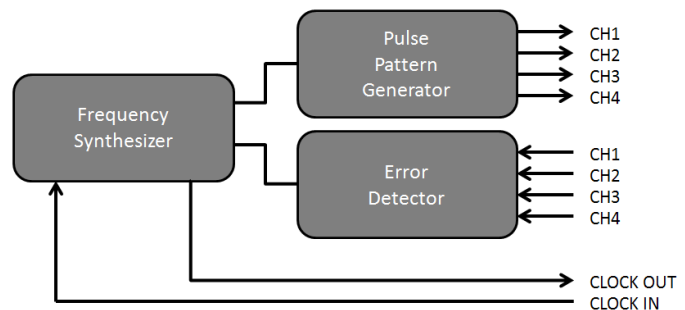 Frequency
Synthesizer
Pulse
Pattern
Generator
CH1
CH2
CH3
CH4
Error
Detector
CH1
CH2
CH3
CH4
CLOCK OUT
CLOCK IN